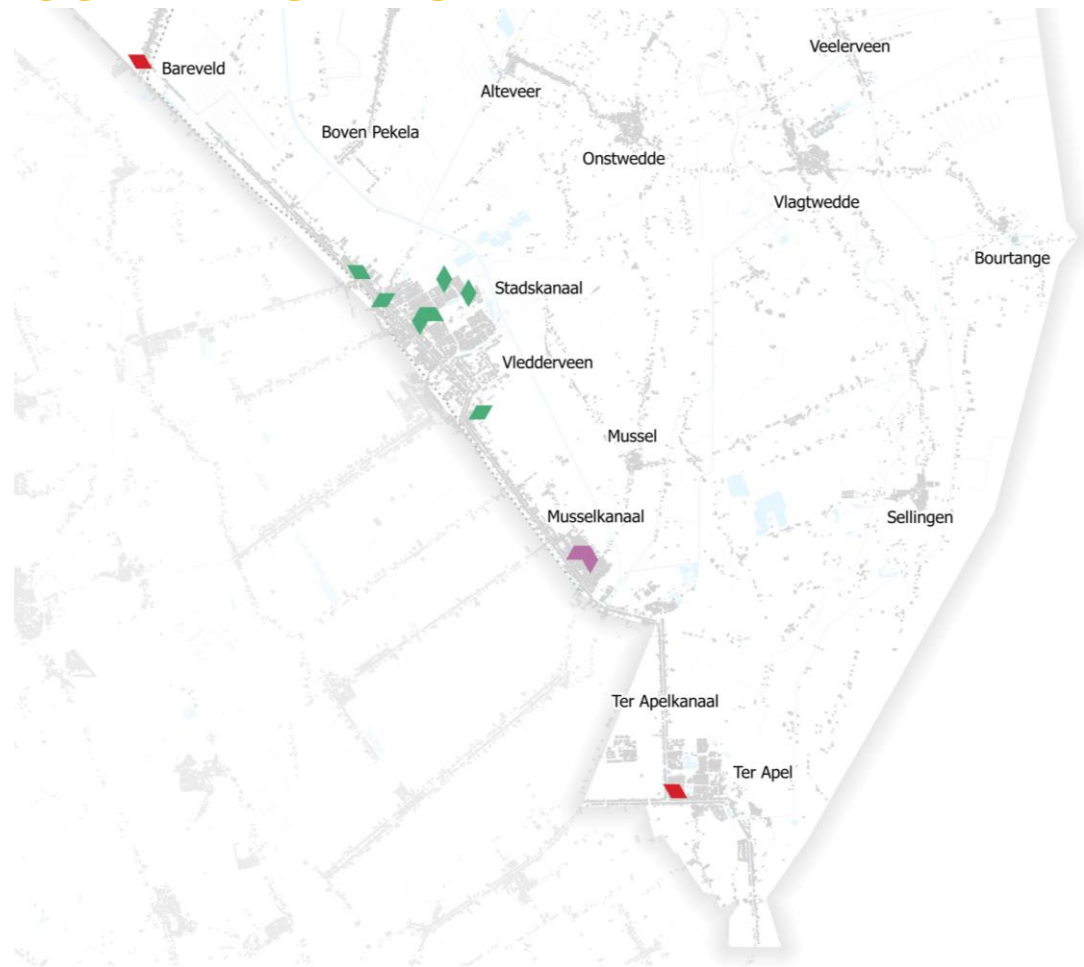 Veelerveen
Bareveld
Alteveer
Boven Pekela
Onstwedde
Vlagtwedde
Bourtange
Stadskanaal
Vledderveen
Mussel
Musselkanaal
Sellingen
Ter Apelkanaal
Ter Apel